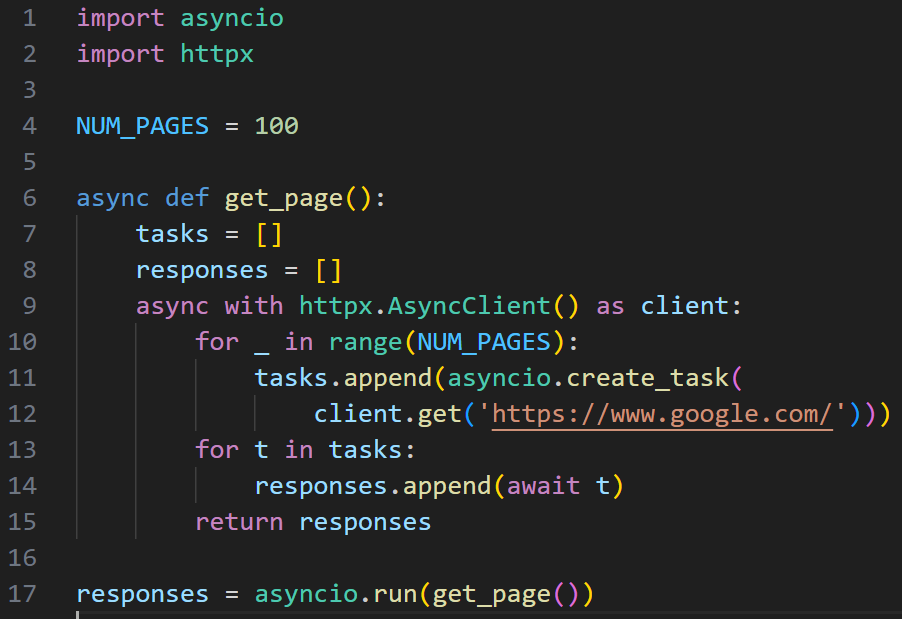 1 import asyncio
2 import httpx
3
4 NUM_PAGES = 100
5
6 async def get_page():
7     tasks = []
8     responses = []
9     async with httpx.AsyncClient() as client:
10         for _ in range(NUM_PAGES):
11             tasks.append(asyncio.create_task(
12                 client.get('https://www.google.com/')))
13         for t in tasks:
14             responses.append(await t)
15         return responses
16
17 responses = asyncio.run(get_page())